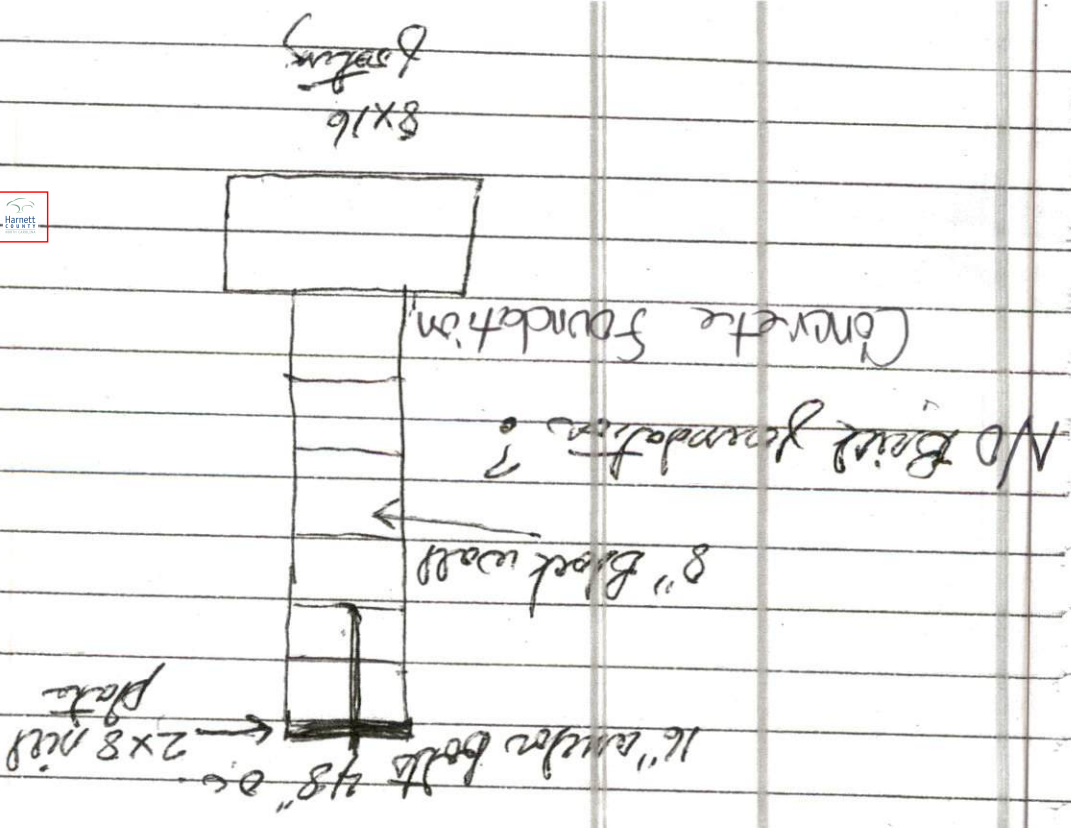 16" anchor bolts 48" oc.
2x8 sill
plate
8" Block wall
No Brick foundation?
Concrete Foundation
8x16
footing
Harnett
COUNTY